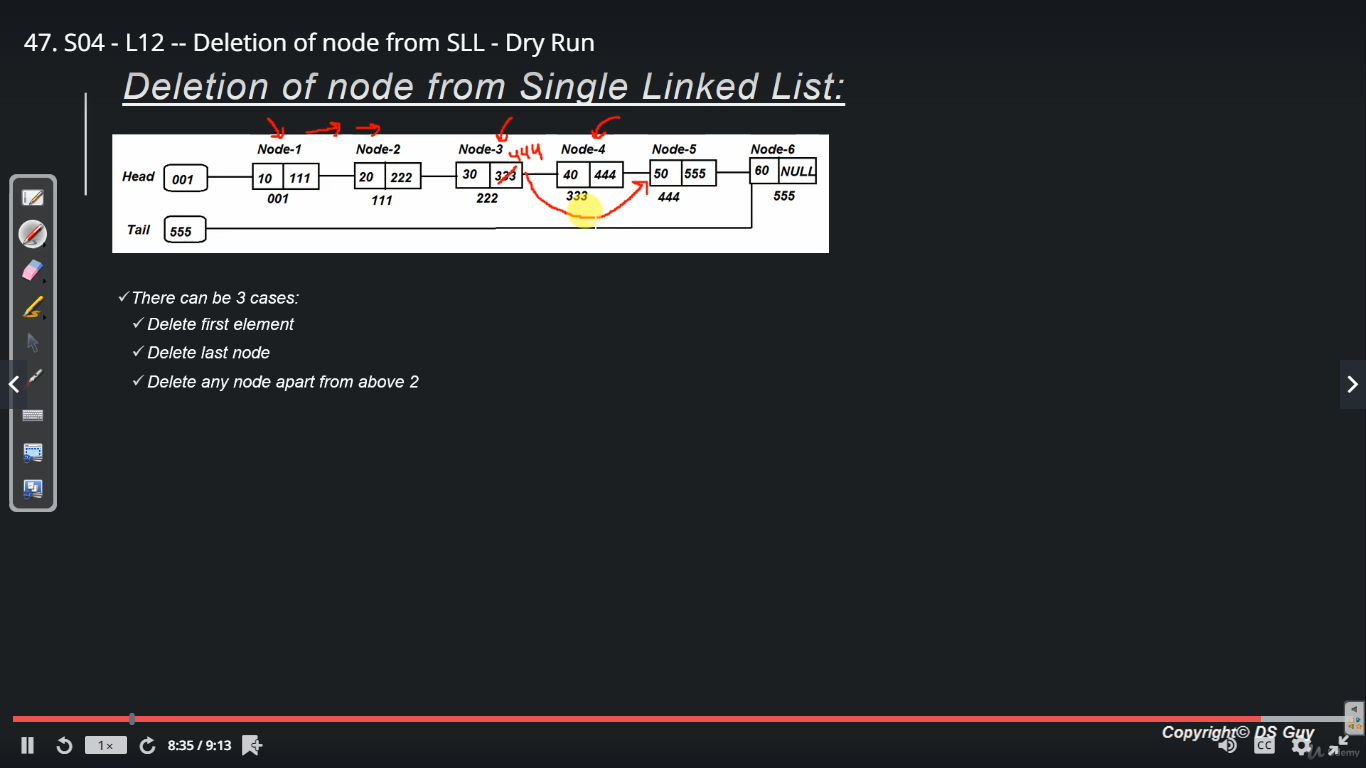 47. S04 - L12 -- Deletion of node from SLL - Dry Run
Deletion of node from Single Linked List:
Node-1 Node-2 Node-3 Node-4 Node-5 Node-6
444
Head 001 10 111 20 222 30 333 40 444 50 555 60 NULL
001 111 222 333 444 555
Tail 555
✓There can be 3 cases:
✓Delete first element
✓Delete last node
✓Delete any node apart from above 2
Copyright© DS Guy
1x 8:35 / 9:13 CC